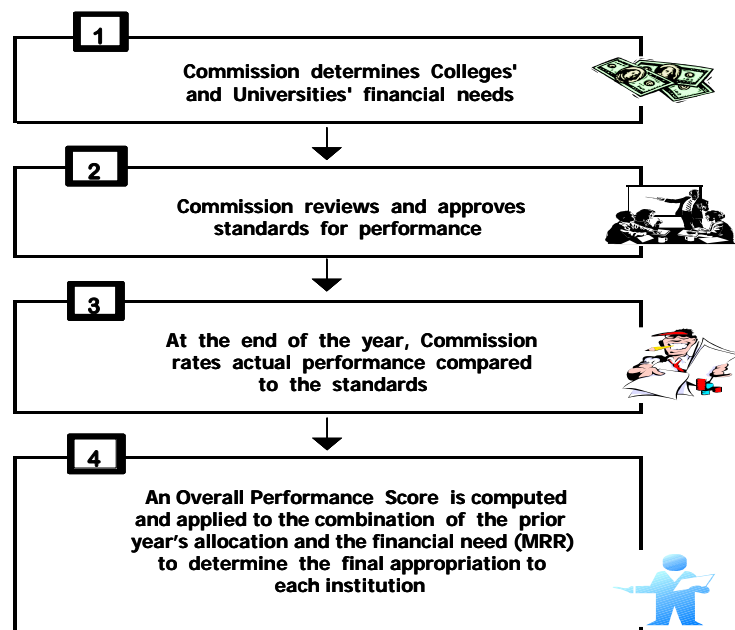 1
Commission determines Colleges'
and Universities' financial needs
2
Commission reviews and approves
standards for performance
3
At the end of the year, Commission
rates actual performance compared
to the standards
4
An Overall Performance Score is computed
and applied to the combination of the prior
year's allocation and the financial need (MRR)
to determine the final appropriation to
each institution